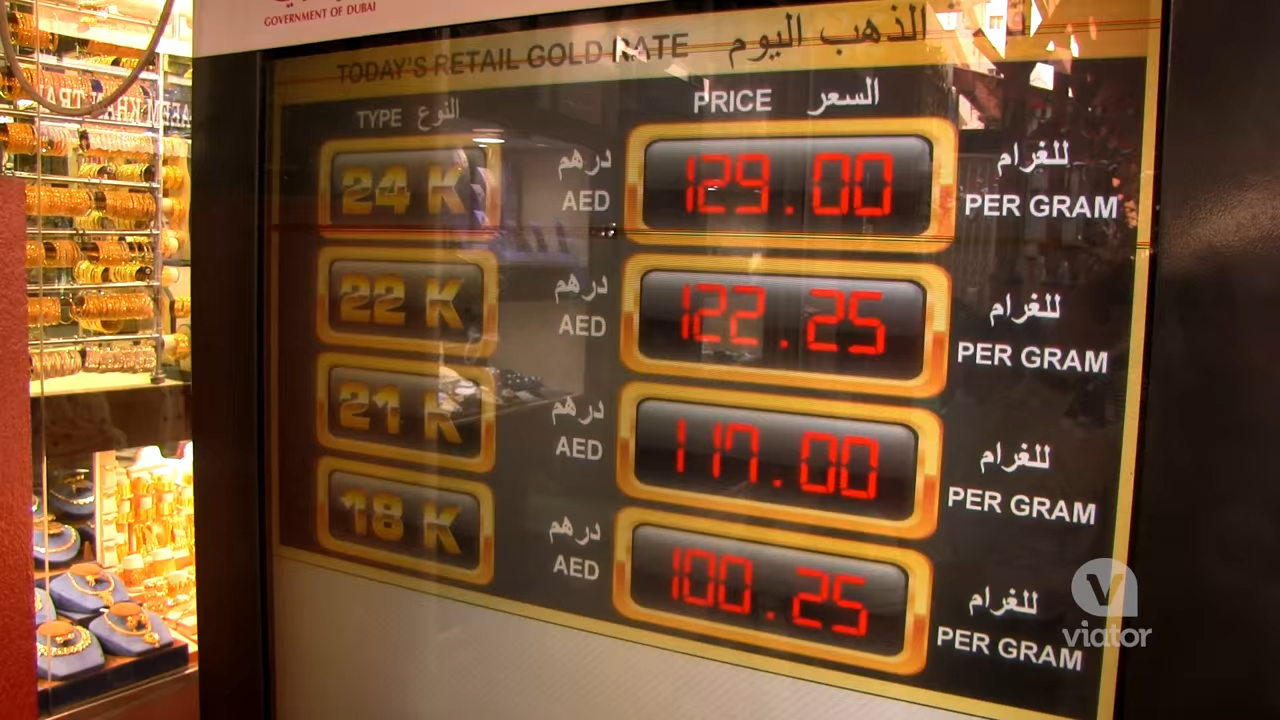 GOVERNMENT OF DUBAI
TODAY'S RETAIL GOLD RATE الذهب اليوم
TYPE النوع PRICE السعر
24 K درهم AED 129.00 للغرام PER GRAM
22 K درهم AED 122.25 للغرام PER GRAM
21 K درهم AED 117.00 للغرام PER GRAM
18 K درهم AED 100.25 للغرام PER GRAM
viator